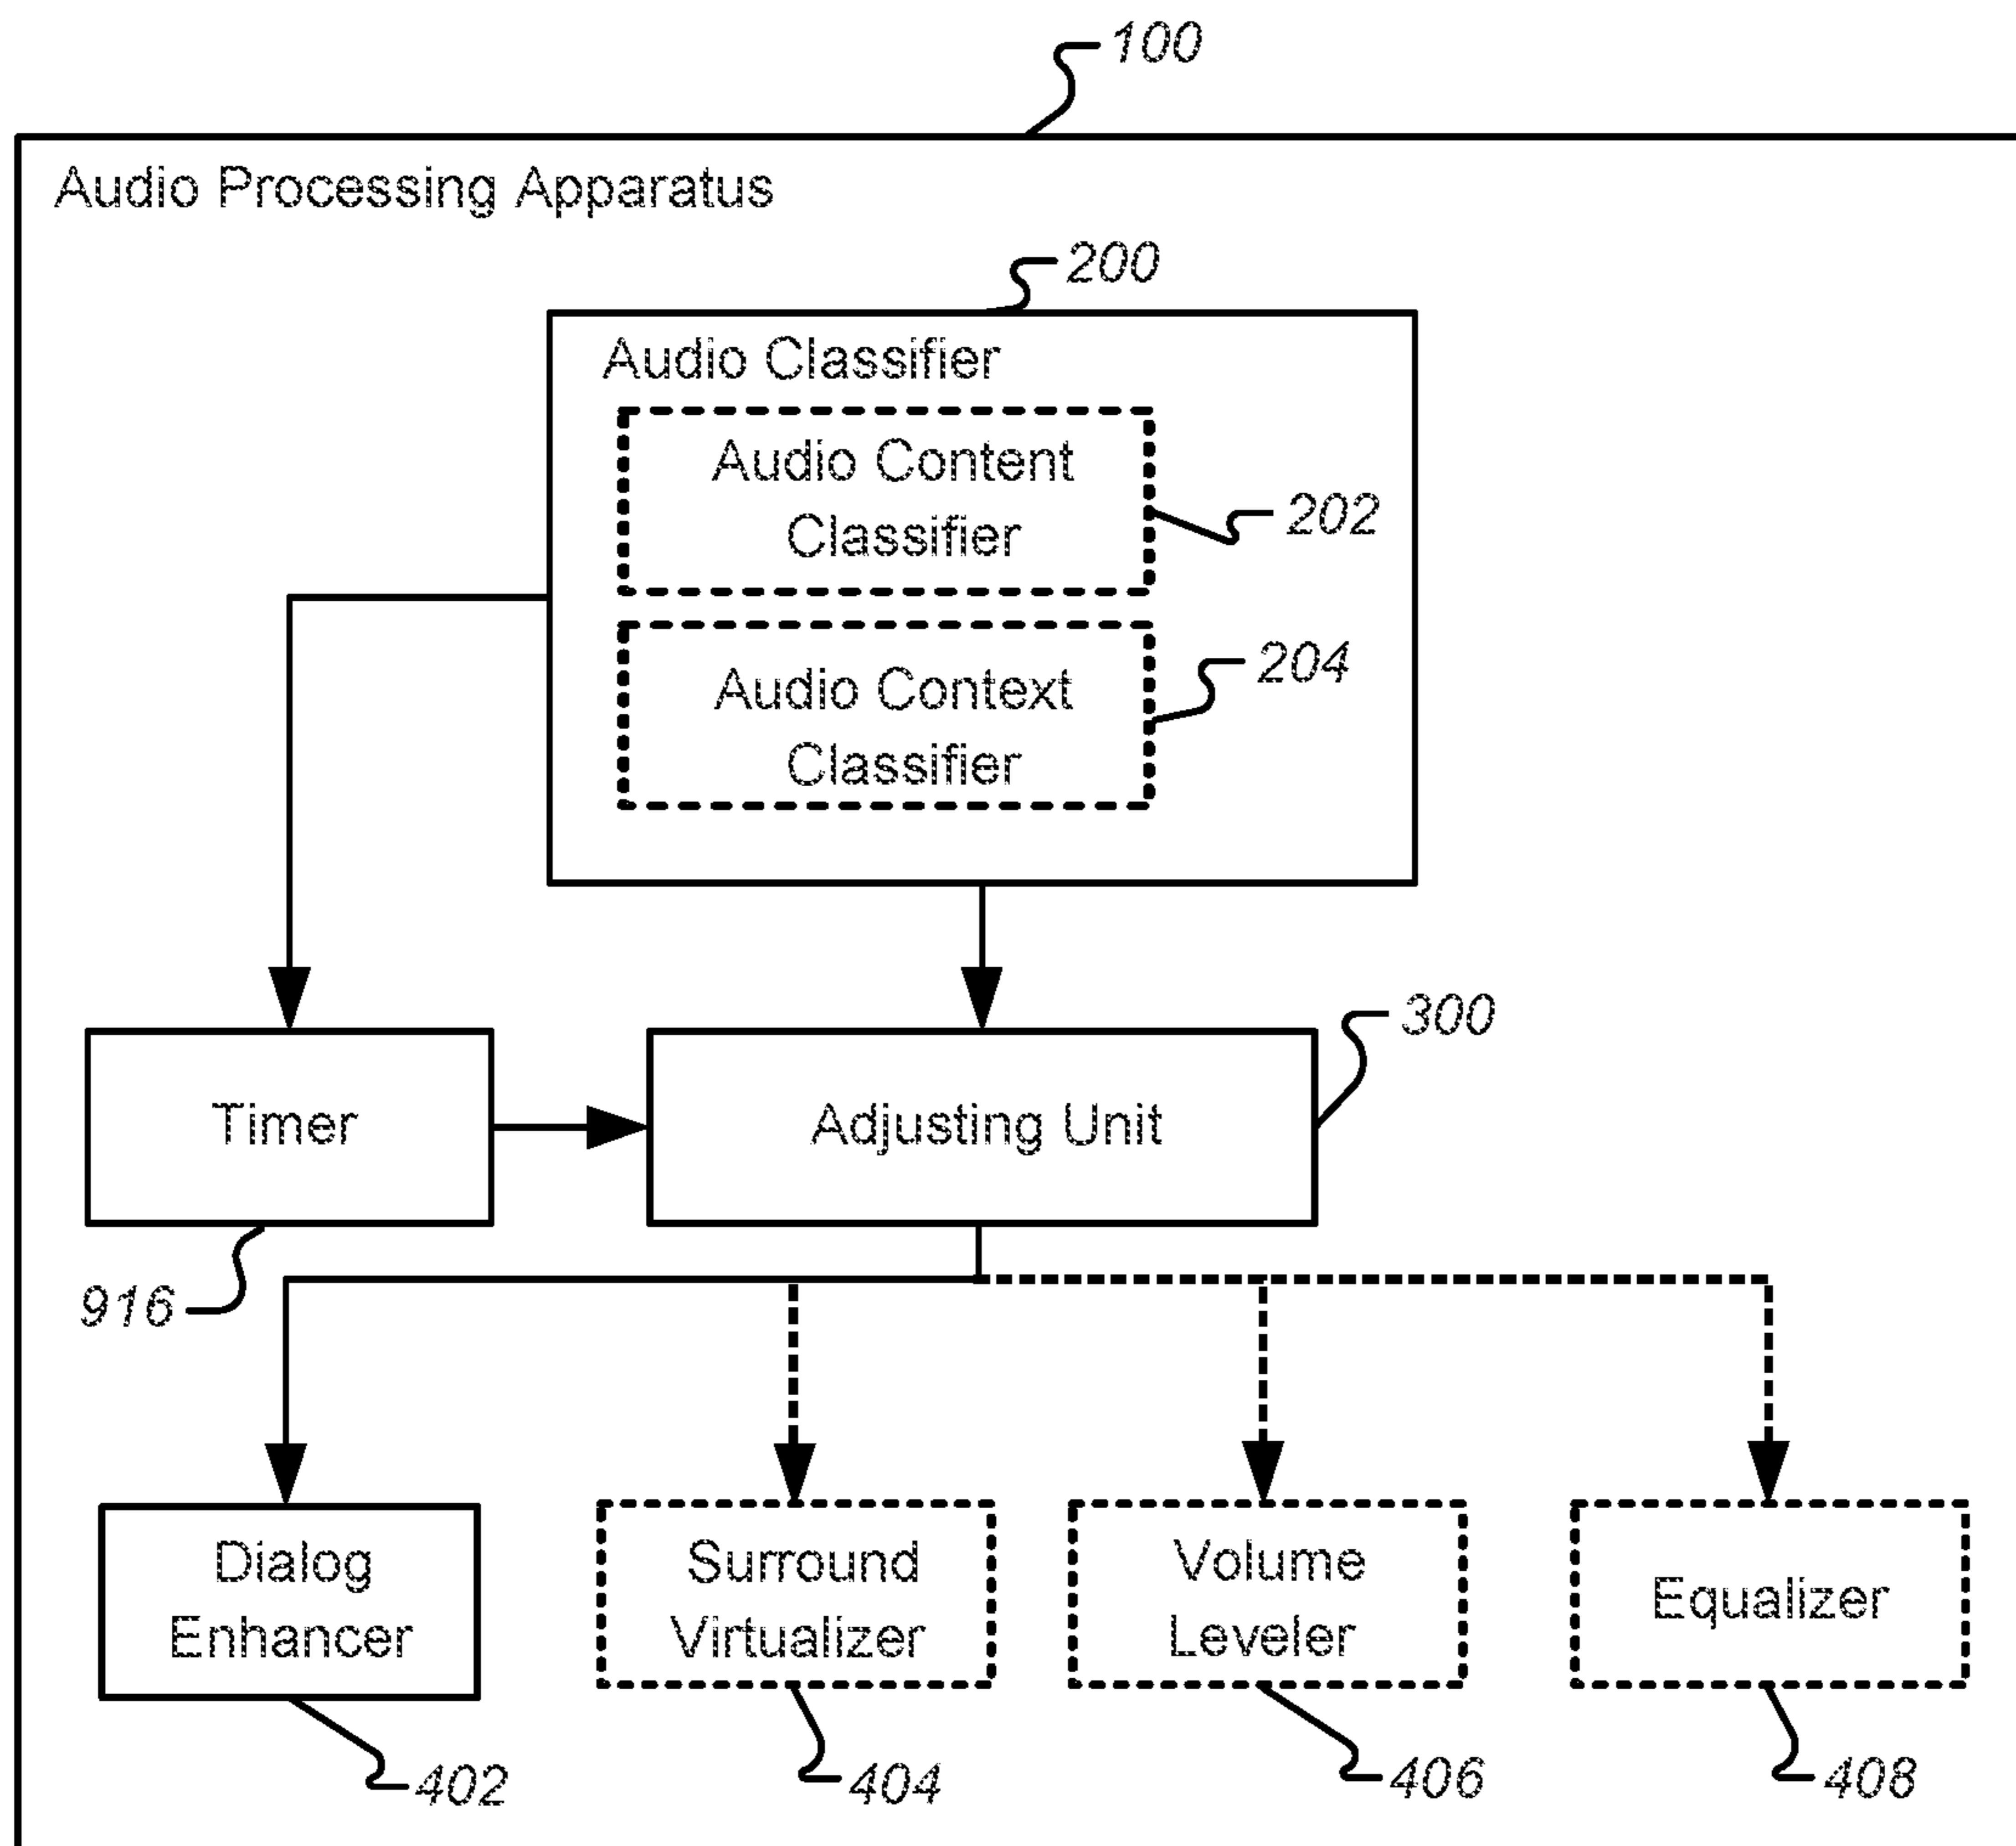 100
Audio Processing Apparatus
200
Audio Classifier
Audio Content
Classifier
202
Audio Context
Classifier
204
Timer
Adjusting Unit
300
916
Dialog
Enhancer
Surround
Virtualizer
Volume
Leveler
Equalizer
402
404
406
408